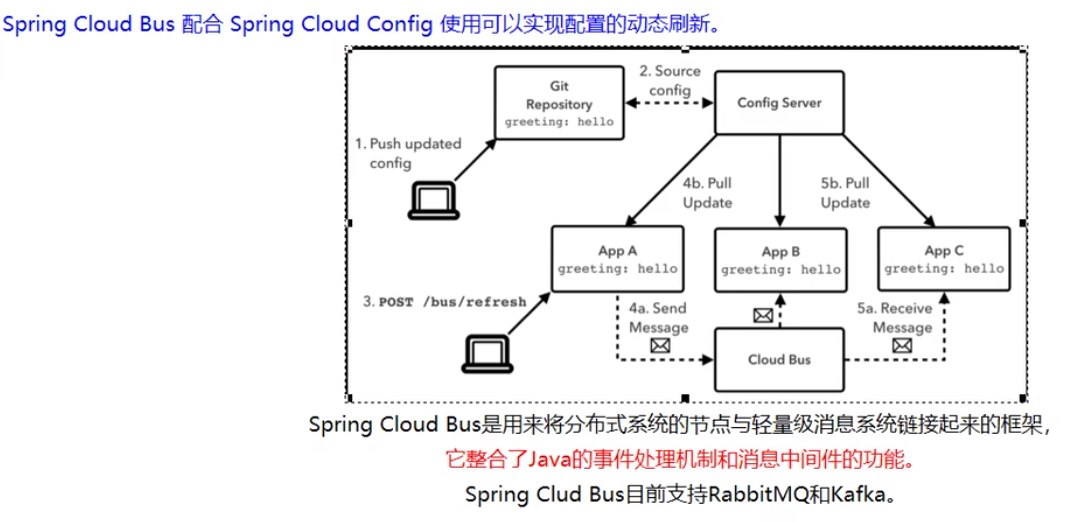 Spring Cloud Bus 配合 Spring Cloud Config 使用可以实现配置的动态刷新。
Git
Repository
greeting: hello
2. Source
config
Config Server
1. Push updated
config
4b. Pull
Update
5b. Pull
Update
App A
greeting: hello
App B
greeting: hello
App C
greeting: hello
3. POST /bus/refresh
4a. Send
Message
5a. Receive
Message
Cloud Bus
Spring Cloud Bus是用来将分布式系统的节点与轻量级消息系统链接起来的框架，
它整合了Java的事件处理机制和消息中间件的功能。
Spring Clud Bus目前支持RabbitMQ和Kafka。